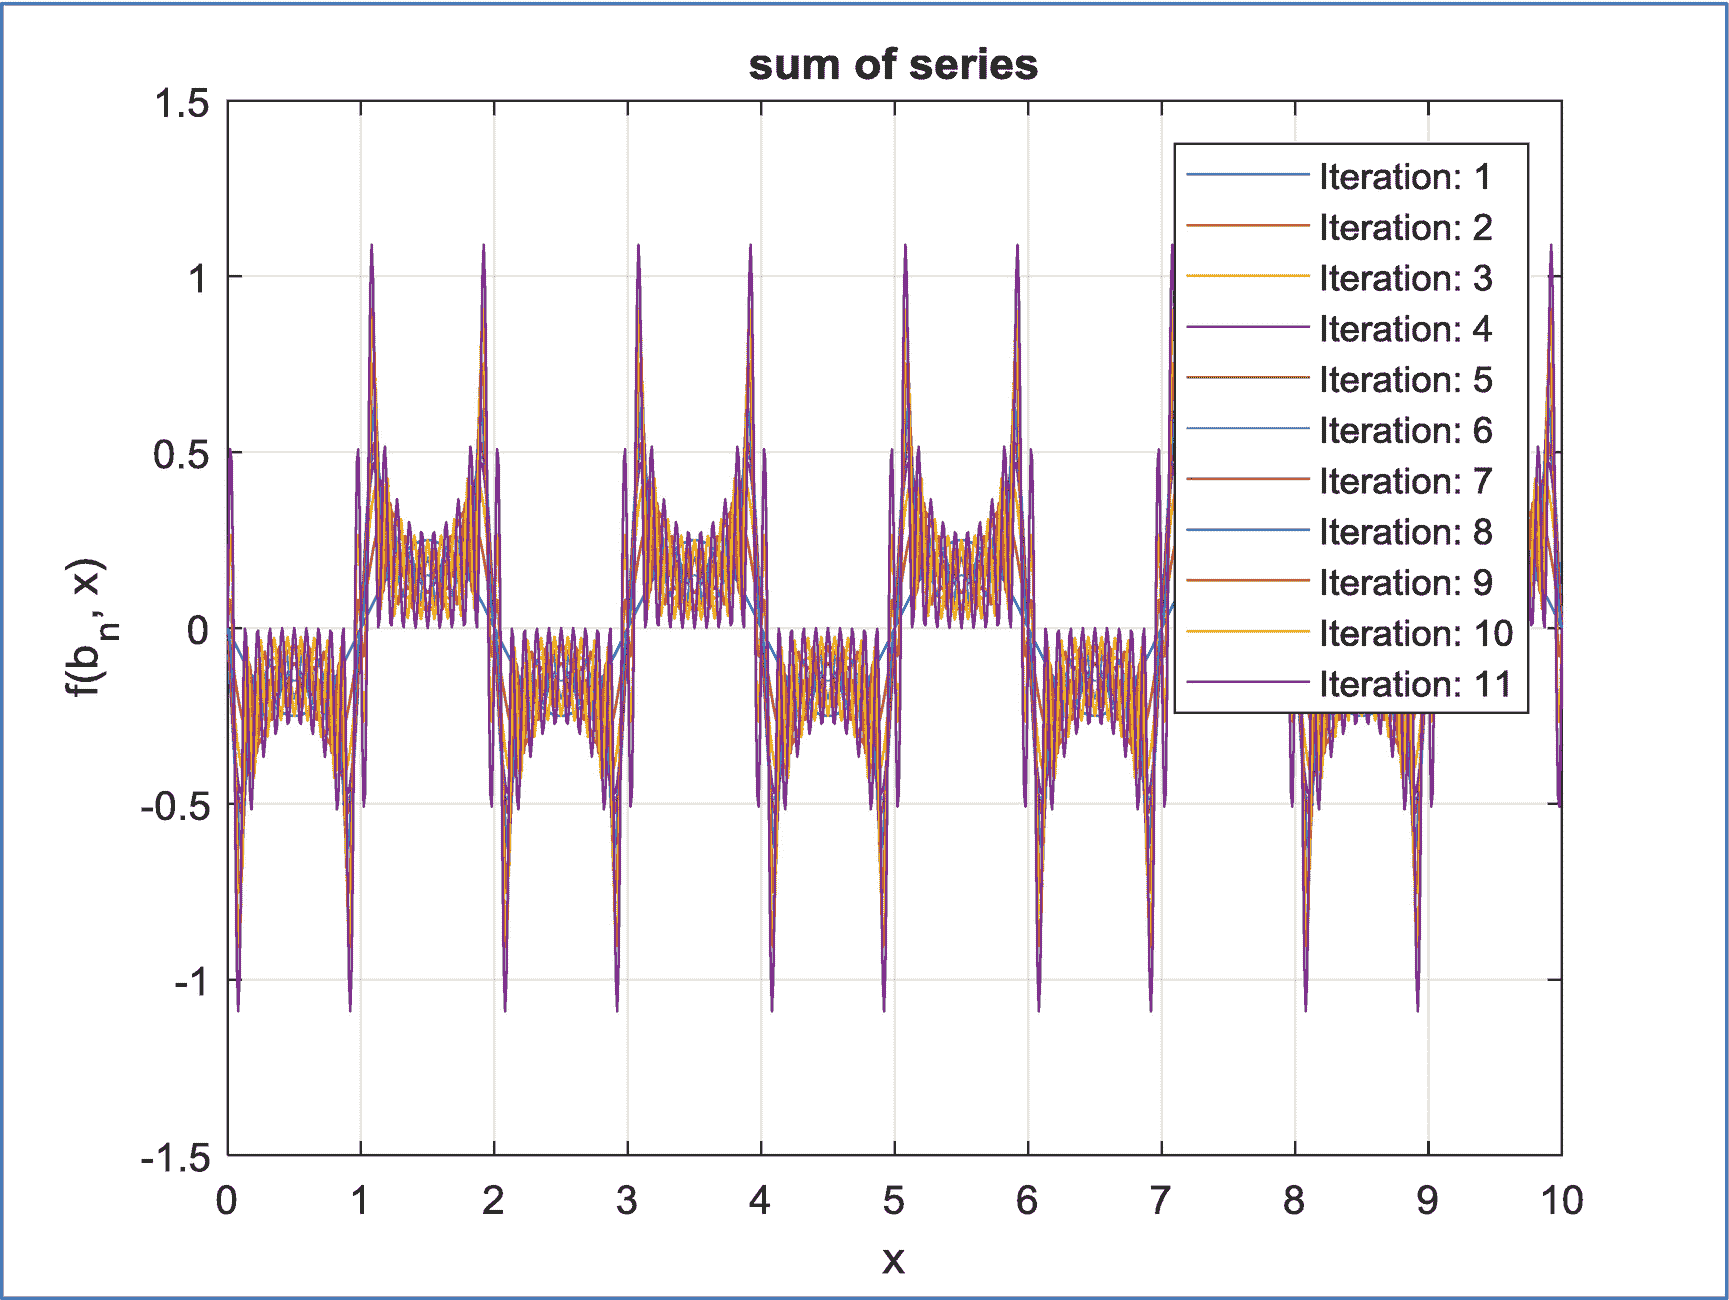 sum of series
1.5
1
0.5
0
-0.5
-1
-1.5
f(bn, x)
0 1 2 3 4 5 6 7 8 9 10
x
Iteration: 1
Iteration: 2
Iteration: 3
Iteration: 4
Iteration: 5
Iteration: 6
Iteration: 7
Iteration: 8
Iteration: 9
Iteration: 10
Iteration: 11